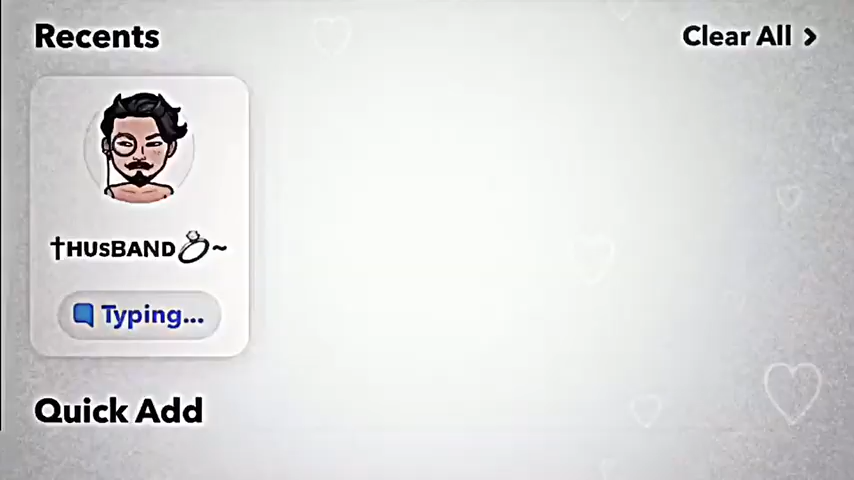 Recents
Clear All >
†HUSBAND💍~
Typing...
Quick Add